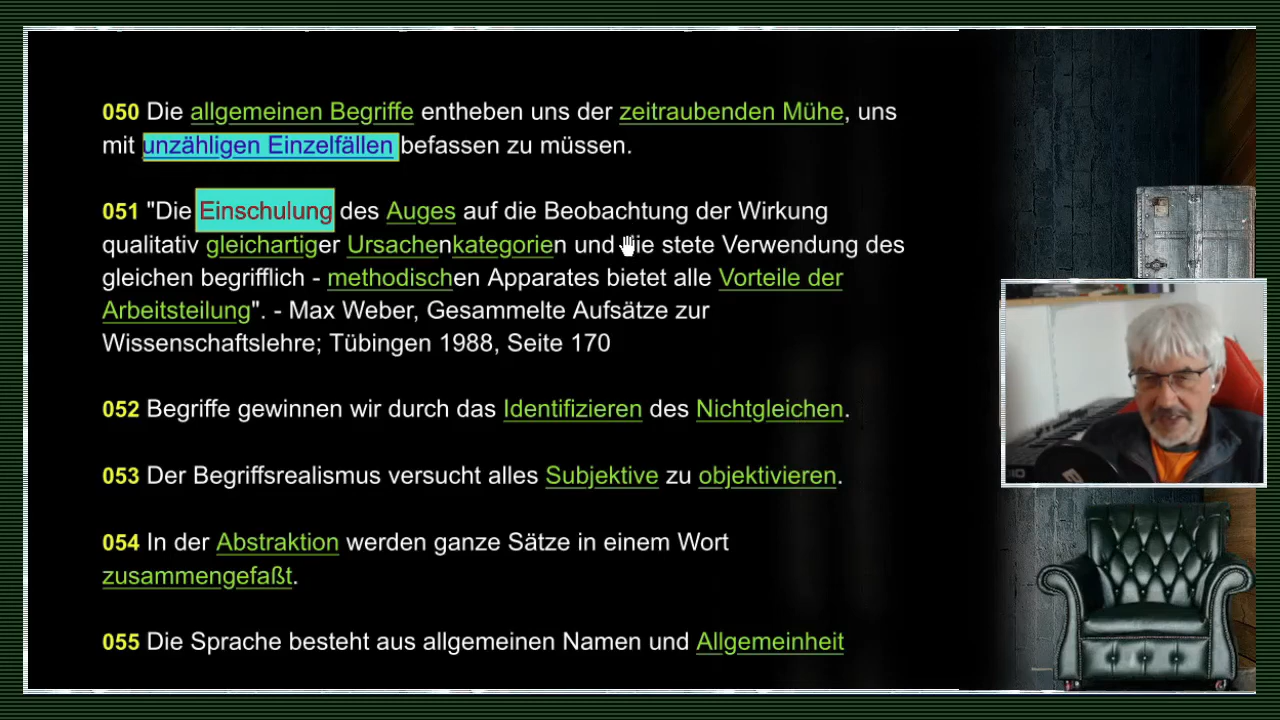 050 Die allgemeinen Begriffe entheben uns der zeitraubenden Mühe, uns
mit unzähligen Einzelfällen befassen zu müssen.
051 "Die Einschulung des Auges auf die Beobachtung der Wirkung
qualitativ gleichartiger Ursachenkategorien und die stete Verwendung des
gleichen begrifflich - methodischen Apparates bietet alle Vorteile der
Arbeitsteilung". - Max Weber, Gesammelte Aufsätze zur
Wissenschaftslehre; Tübingen 1988, Seite 170
052 Begriffe gewinnen wir durch das Identifizieren des Nichtgleichen.
053 Der Begriffsrealismus versucht alles Subjektive zu objektivieren.
054 In der Abstraktion werden ganze Sätze in einem Wort
zusammengefaßt.
055 Die Sprache besteht aus allgemeinen Namen und Allgemeinheit